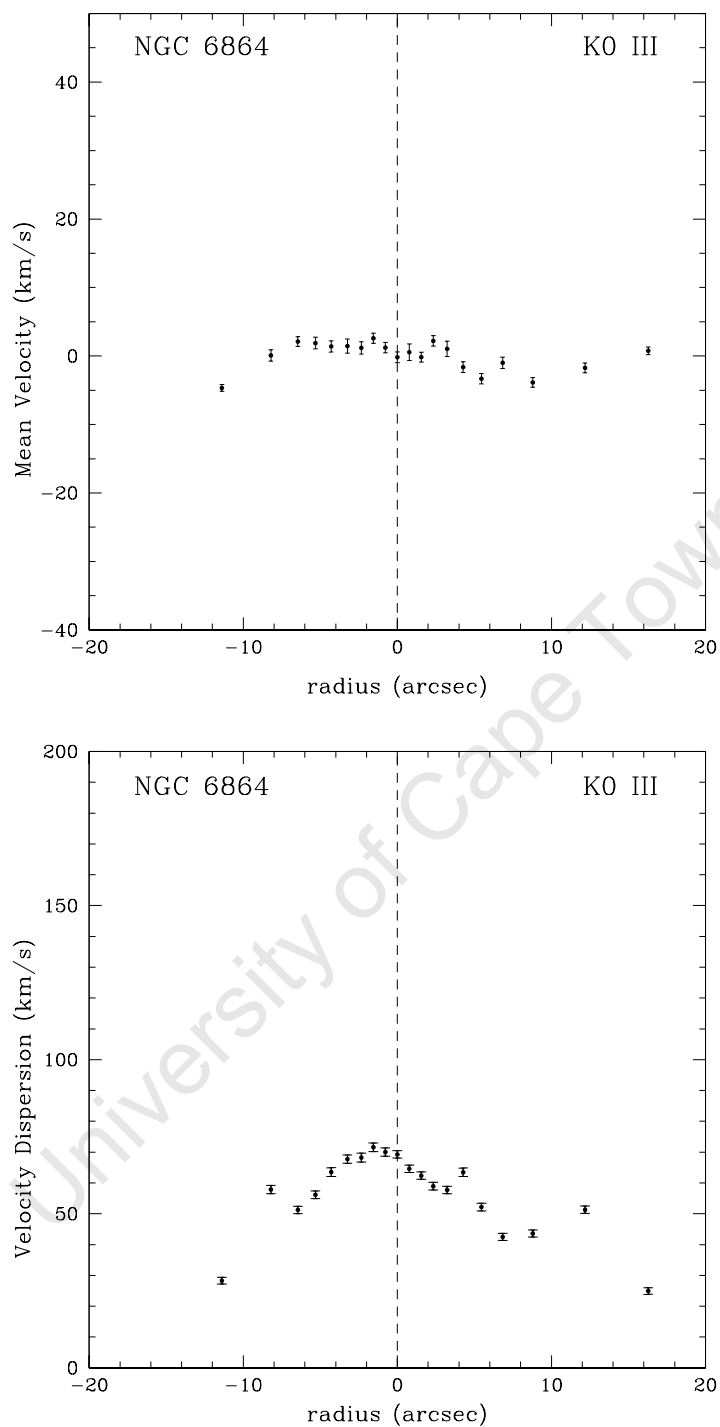 NGC 6864 K0 III
40
20
0
−20
−40
Mean Velocity (km/s)
−20 −10 0 10 20
radius (arcsec)
NGC 6864 K0 III
200
150
100
50
0
Velocity Dispersion (km/s)
−20 −10 0 10 20
radius (arcsec)
University of Cape Town